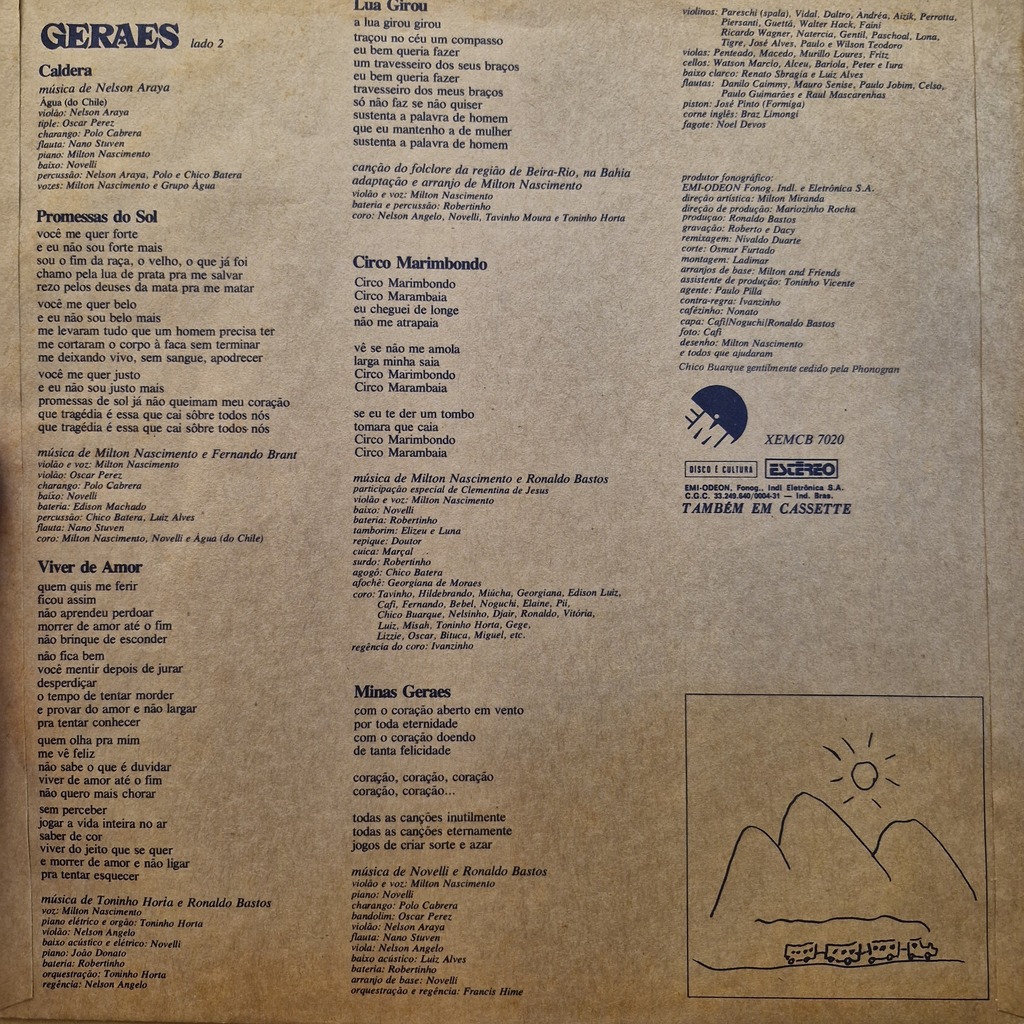 GERAES lado 2
Caldera
música de Nelson Araya
Água (do Chile)
violão: Nelson Araya
tiple: Oscar Perez
charango: Polo Cabrera
flauta: Nano Stuven
piano: Milton Nascimento
baixo: Novelli
percussão: Nelson Araya, Polo e Chico Batera
vozes: Milton Nascimento e Grupo Agua
Promessas do Sol
você me quer forte
e eu não sou forte mais
sou o fim da raça, o velho, o que já foi
chamo pela lua de prata pra me salvar
rezo pelos deuses da mata pra me matar
você me quer belo
e eu não sou belo mais
me levaram tudo que um homem precisa ter
me cortaram o corpo à faca sem terminar
me deixando vivo, sem sangue, apodrecer
você me quer justo
e eu não sou justo mais
promessas de sol já não queimam meu coração
que tragédia é essa que cai sôbre todos nós
que tragédia é essa que cai sôbre todos nós
música de Milton Nascimento e Fernando Brant
violão e voz: Milton Nascimento
violão: Oscar Perez
charango: Polo Cabrera
baixo: Novelli
bateria: Edison Machado
percussão: Chico Batera, Luiz Alves
flauta: Nano Stuven
coro: Milton Nascimento, Novelli e Agua (do Chile)
Viver de Amor
quem quis me ferir
ficou assim
não aprendeu perdoar
morrer de amor até o fim
não brinque de esconder
não fica bem
você mentir depois de jurar
desperdiçar
o tempo de tentar morder
e provar do amor e não largar
pra tentar conhecer
quem olha pra mim
me vê feliz
não sabe o que é duvidar
viver de amor até o fim
não quero mais chorar
sem perceber
jogar a vida inteira no ar
saber de cor
viver do jeito que se quer
e morrer de amor e não ligar
pra tentar esquecer
música de Toninho Horta e Ronaldo Bastos
voz: Milton Nascimento
piano elétrico e orgão: Toninho Horta
violão: Nelson Angelo
baixo acústico e elétrico: Novelli
piano: João Donato
bateria: Robertinho
orquestração: Toninho Horta
regência: Nelson Angelo
Lua Girou
a lua girou girou
traçou no céu um compasso
eu bem queria fazer
um travesseiro dos seus braços
eu bem queria fazer
travesseiro dos meus braços
só não faz se não quiser
sustenta a palavra de homem
que eu mantenho a de mulher
sustenta a palavra de homem
canção do folclore da região de Beira-Rio, na Bahia
adaptação e arranjo de Milton Nascimento
violão e voz: Milton Nascimento
bateria e percussão: Robertinho
coro: Nelson Angelo, Novelli, Tavinho Moura e Toninho Horta
Circo Marimbondo
Circo Marimbondo
Circo Marambaia
eu cheguei de longe
não me atrapaia
vê se não me amola
larga minha saia
Circo Marimbondo
Circo Marambaia
se eu te der um tombo
tomara que caia
Circo Marimbondo
Circo Marambaia
música de Milton Nascimento e Ronaldo Bastos
participação especial de Clementina de Jesus
violão e voz: Milton Nascimento
baixo: Novelli
bateria: Robertinho
tamborim: Elizeu e Luna
repique: Doutor
cuica: Marçal
surdo: Robertinho
agogô: Chico Batera
afochê: Georgiana de Moraes
coro: Tavinho, Hildebrando, Miúcha, Georgiana, Edison Luiz,
Cafi, Fernando, Bebel, Noguchi, Elaine, Pii,
Chico Buarque, Nelsinho, Djair, Ronaldo, Vitória,
Luiz, Misah, Toninho Horta, Gege,
Lizzie, Oscar, Bituca, Miguel, etc.
regência do coro: Ivanzinho
Minas Geraes
com o coração aberto em vento
por toda eternidade
com o coração doendo
de tanta felicidade
coração, coração, coração
coração, coração...
todas as canções inutilmente
todas as canções eternamente
jogos de criar sorte e azar
música de Novelli e Ronaldo Bastos
violão e voz: Milton Nascimento
piano: Novelli
charango: Polo Cabrera
bandolim: Oscar Perez
violão: Nelson Araya
flauta: Nano Stuven
viola: Nelson Angelo
baixo acústico: Luiz Alves
bateria: Robertinho
arranjo de base: Novelli
orquestração e regência: Francis Hime
violinos: Pareschi (spala), Vidal, Daltro, Andréa, Aizik, Perrotta,
Piersanti, Guettá, Walter Hack, Faini
Ricardo Wagner, Natercia, Gentil, Paschoal, Lona,
Tigre, José Alves, Paulo e Wilson Teodoro
violas: Penteado, Macedo, Murillo Loures, Fritz
cellos: Watson Marcio, Alceu, Bariola, Peter e Iura
baixo clarco: Renato Sbragia e Luiz Alves
flautas: Danilo Caimmy, Mauro Senise, Paulo Jobim, Celso,
Paulo Guimarães e Raul Mascarenhas
piston: José Pinto (Formiga)
corne inglês: Braz Limongi
fagote: Noel Devos
produtor fonográfico:
EMI-ODEON Fonog. Indl. e Eletrônica S.A.
direção artística: Milton Miranda
direção de produção: Mariozinho Rocha
produçao: Ronaldo Bastos
gravação: Roberto e Dacy
remixagem: Nivaldo Duarte
corte: Osmar Furtado
montagem: Ladimar
arranjos de base: Milton and Friends
assistente de produção: Toninho Vicente
agente: Paulo Pilla
contra-regra: Ivanzinho
cafézinho: Nonato
capa: Cafi/Noguchi/Ronaldo Bastos
foto: Cafi
desenho: Milton Nascimento
e todos que ajudaram
Chico Buarque gentilmente cedido pela Phonogran
XEMCB 7020
DISCO É CULTURA ESTÉREO
EMI-ODEON, Fonog., Indl Eletrônica S.A.
C.G.C. 33.249.640/0004-31 — Ind. Bras.
TAMBÉM EM CASSETTE